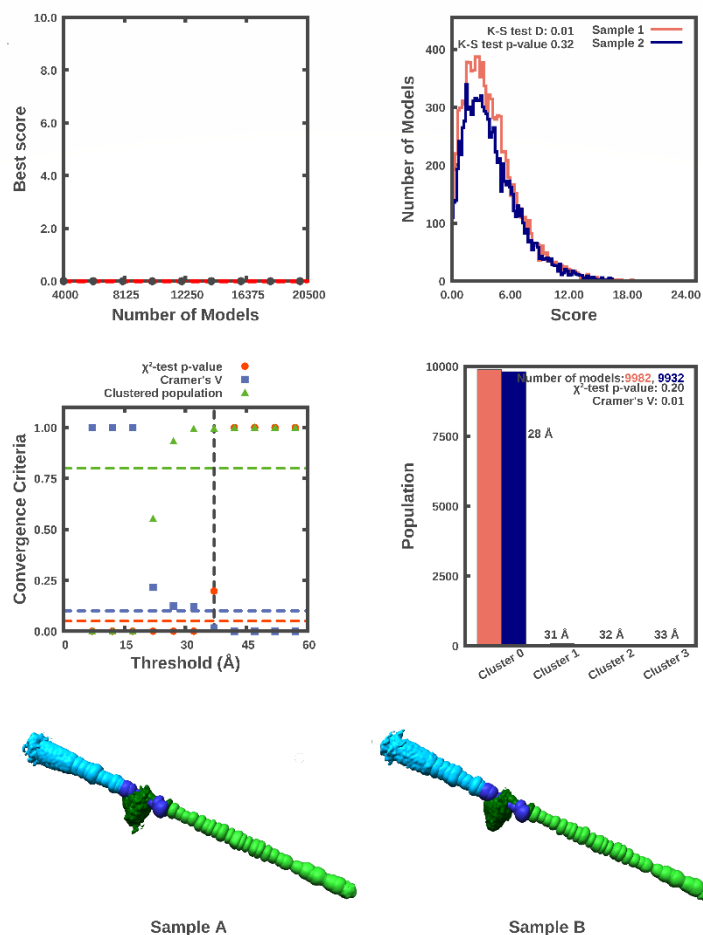 10.0
8.0
6.0
4.0
2.0
0.0
Best score
4000 8125 12250 16375 20500
Number of Models
K-S test D: 0.01 Sample 1
K-S test p-value 0.32 Sample 2
400
300
200
100
0
Number of Models
0.00 6.00 12.00 18.00 24.00
Score
χ²-test p-value
Cramer's V
Clustered population
1.00
0.75
0.50
0.25
0.00
Convergence Criteria
0 15 30 45 60
Threshold (Å)
10000
7500
5000
2500
0
Population
Number of models:9982, 9932
χ²-test p-value: 0.20
Cramer's V: 0.01
28 Å
31 Å 32 Å 33 Å
Cluster 0 Cluster 1 Cluster 2 Cluster 3
Sample A Sample B